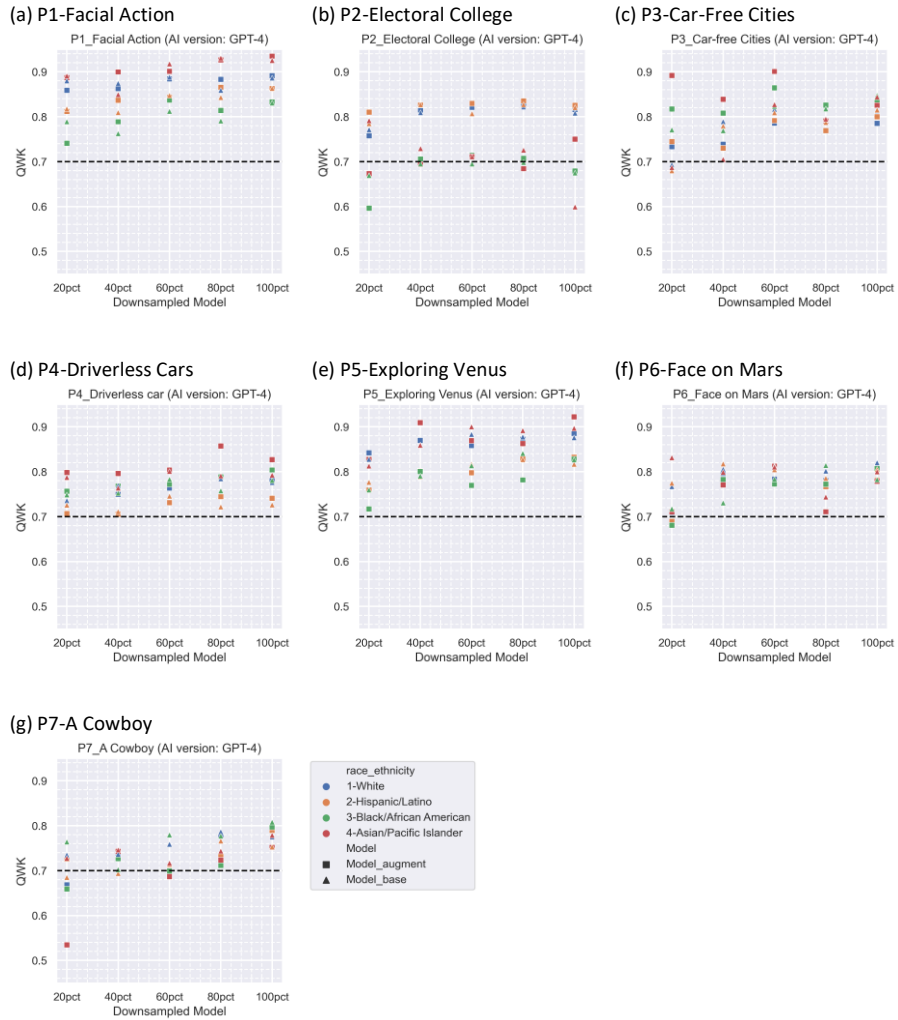 (a) P1-Facial Action
(b) P2-Electoral College
(c) P3-Car-Free Cities
P1_Facial Action (AI version: GPT-4)
P2_Electoral College (AI version: GPT-4)
P3_Car-free Cities (AI version: GPT-4)
0.9
0.8
0.7
0.6
0.5
QWK
20pct 40pct 60pct 80pct 100pct
Downsampled Model
0.9
0.8
0.7
0.6
0.5
QWK
20pct 40pct 60pct 80pct 100pct
Downsampled Model
0.9
0.8
0.7
0.6
0.5
QWK
20pct 40pct 60pct 80pct 100pct
Downsampled Model
(d) P4-Driverless Cars
(e) P5-Exploring Venus
(f) P6-Face on Mars
P4_Driverless car (AI version: GPT-4)
P5_Exploring Venus (AI version: GPT-4)
P6_Face on Mars (AI version: GPT-4)
0.9
0.8
0.7
0.6
0.5
QWK
20pct 40pct 60pct 80pct 100pct
Downsampled Model
0.9
0.8
0.7
0.6
0.5
QWK
20pct 40pct 60pct 80pct 100pct
Downsampled Model
0.9
0.8
0.7
0.6
0.5
QWK
20pct 40pct 60pct 80pct 100pct
Downsampled Model
(g) P7-A Cowboy
P7_A Cowboy (AI version: GPT-4)
0.9
0.8
0.7
0.6
0.5
QWK
20pct 40pct 60pct 80pct 100pct
Downsampled Model
race_ethnicity
1-White
2-Hispanic/Latino
3-Black/African American
4-Asian/Pacific Islander
Model
Model_augment
Model_base